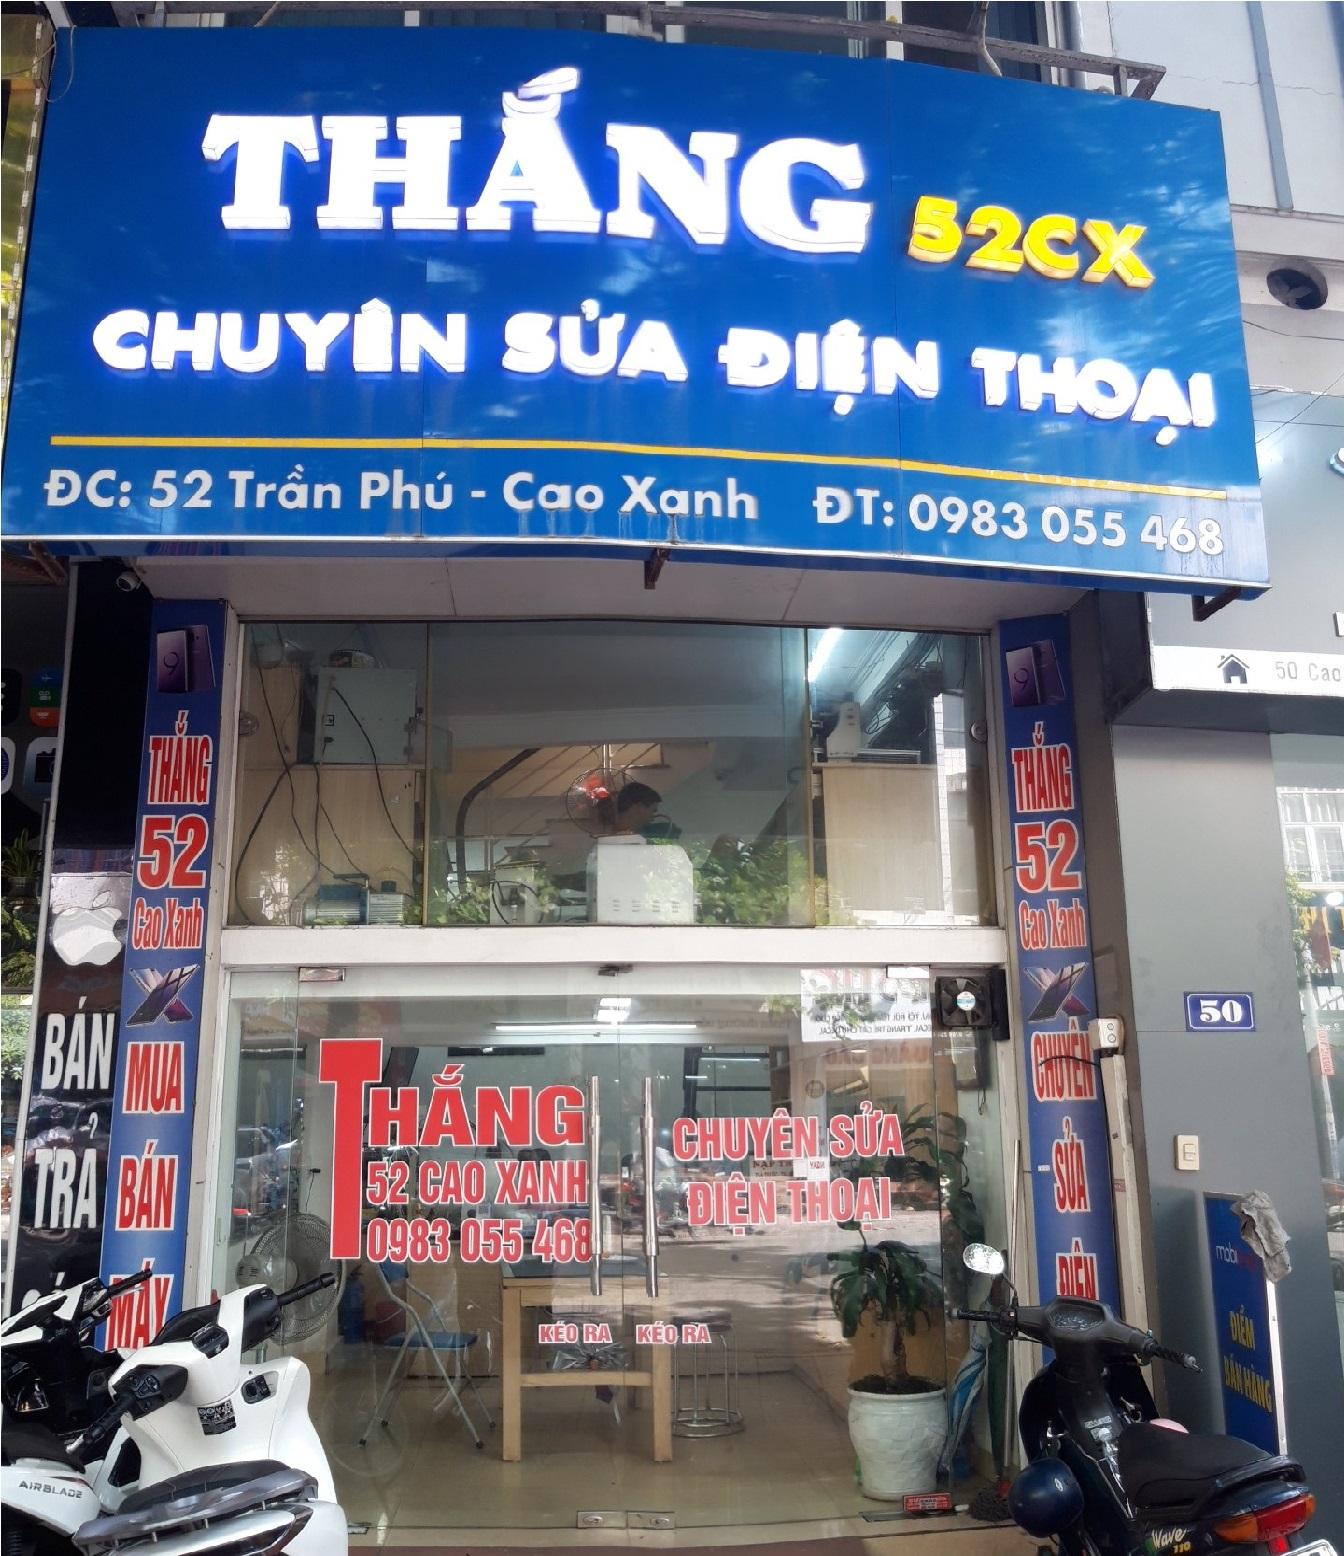 THẮNG 52CX
CHUYÊN SỬA ĐIỆN THOẠI
ĐC: 52 Trần Phú - Cao Xanh ĐT: 0983 055 468
50 Cao
THẮNG
52
Cao Xanh
MUA
BÁN
MÁY
THẮNG
52
Cao Xanh
CHUYÊN
SỬA
ĐIỆN
BÁN
TRẢ
50
THẮNG
52 CAO XANH
0983 055 468
CHUYÊN SỬA
ĐIỆN THOẠI
KÉO RA KÉO RA
ĐIỂM
BÁN HÀNG
AIRBLADE
Wave
110